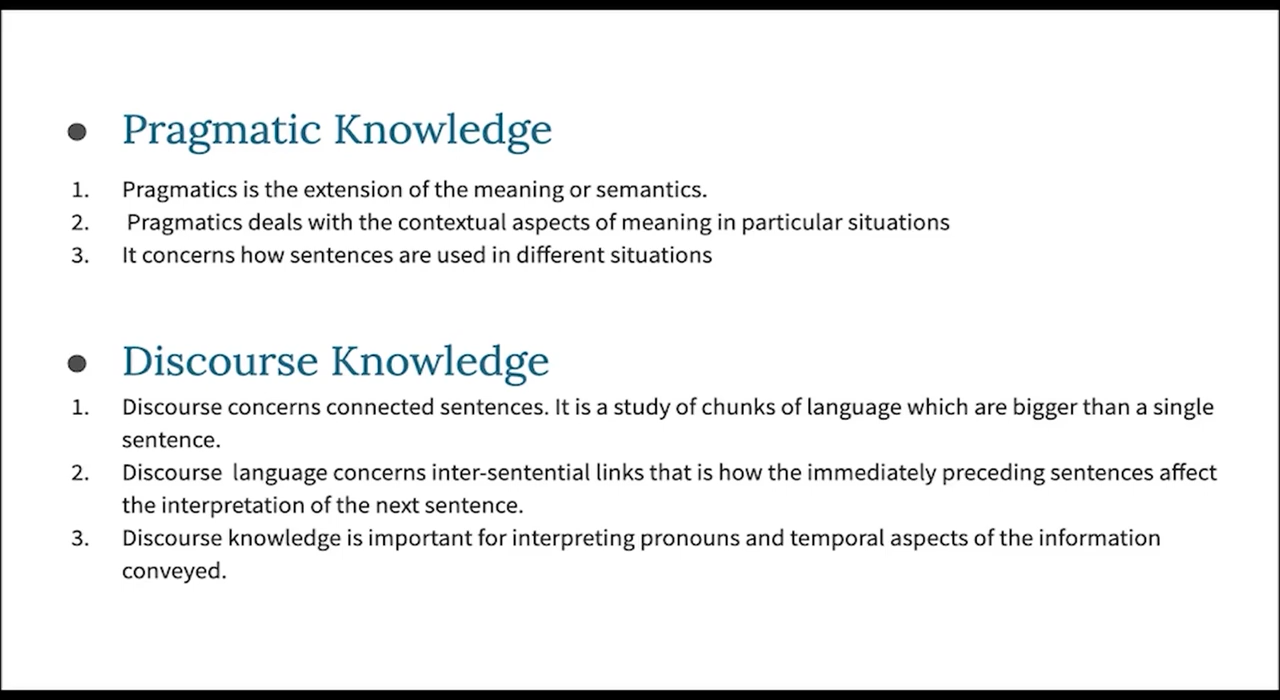 ● Pragmatic Knowledge
1. Pragmatics is the extension of the meaning or semantics.
2. Pragmatics deals with the contextual aspects of meaning in particular situations
3. It concerns how sentences are used in different situations
● Discourse Knowledge
1. Discourse concerns connected sentences. It is a study of chunks of language which are bigger than a single
sentence.
2. Discourse language concerns inter-sentential links that is how the immediately preceding sentences affect
the interpretation of the next sentence.
3. Discourse knowledge is important for interpreting pronouns and temporal aspects of the information
conveyed.